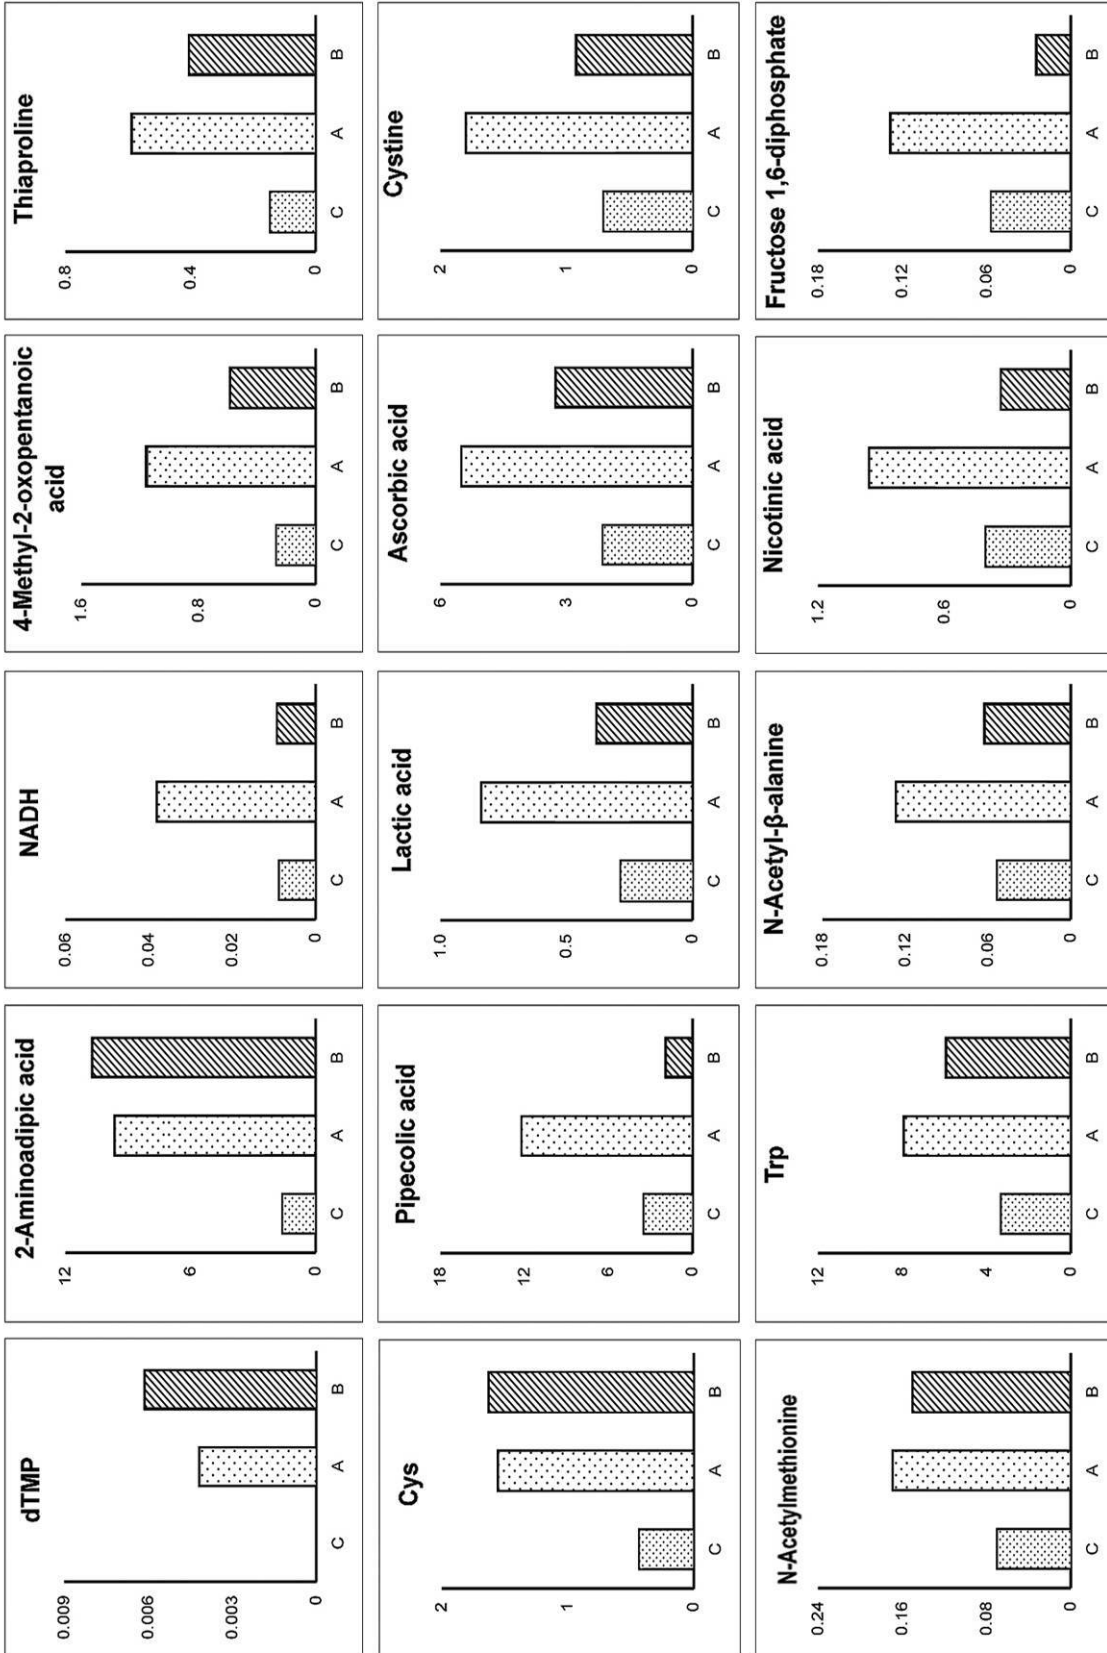 dTMP
0.009
0.006
0.003
0
C A B
2-Aminoadipic acid
12
6
0
C A B
NADH
0.06
0.04
0.02
0
C A B
4-Methyl-2-oxopentanoic
acid
1.6
0.8
0
C A B
Thiaproline
0.8
0.4
0
C A B
Cys
2
1
0
C A B
Pipecolic acid
18
12
6
0
C A B
Lactic acid
1.0
0.5
0
C A B
Ascorbic acid
6
3
0
C A B
Cystine
2
1
0
C A B
N-Acetylmethionine
0.24
0.16
0.08
0
C A B
Trp
12
8
4
0
C A B
N-Acetyl-β-alanine
0.18
0.12
0.06
0
C A B
Nicotinic acid
1.2
0.6
0
C A B
Fructose 1,6-diphosphate
0.18
0.12
0.06
0
C A B